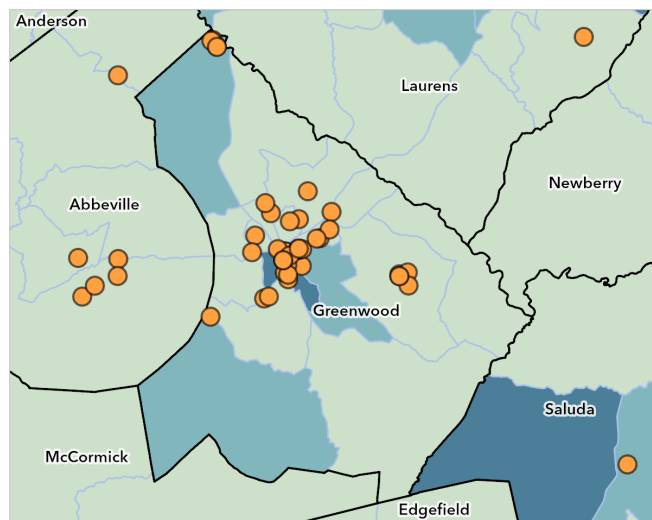 Anderson
Laurens
Newberry
Abbeville
Greenwood
Saluda
McCormick
Edgefield